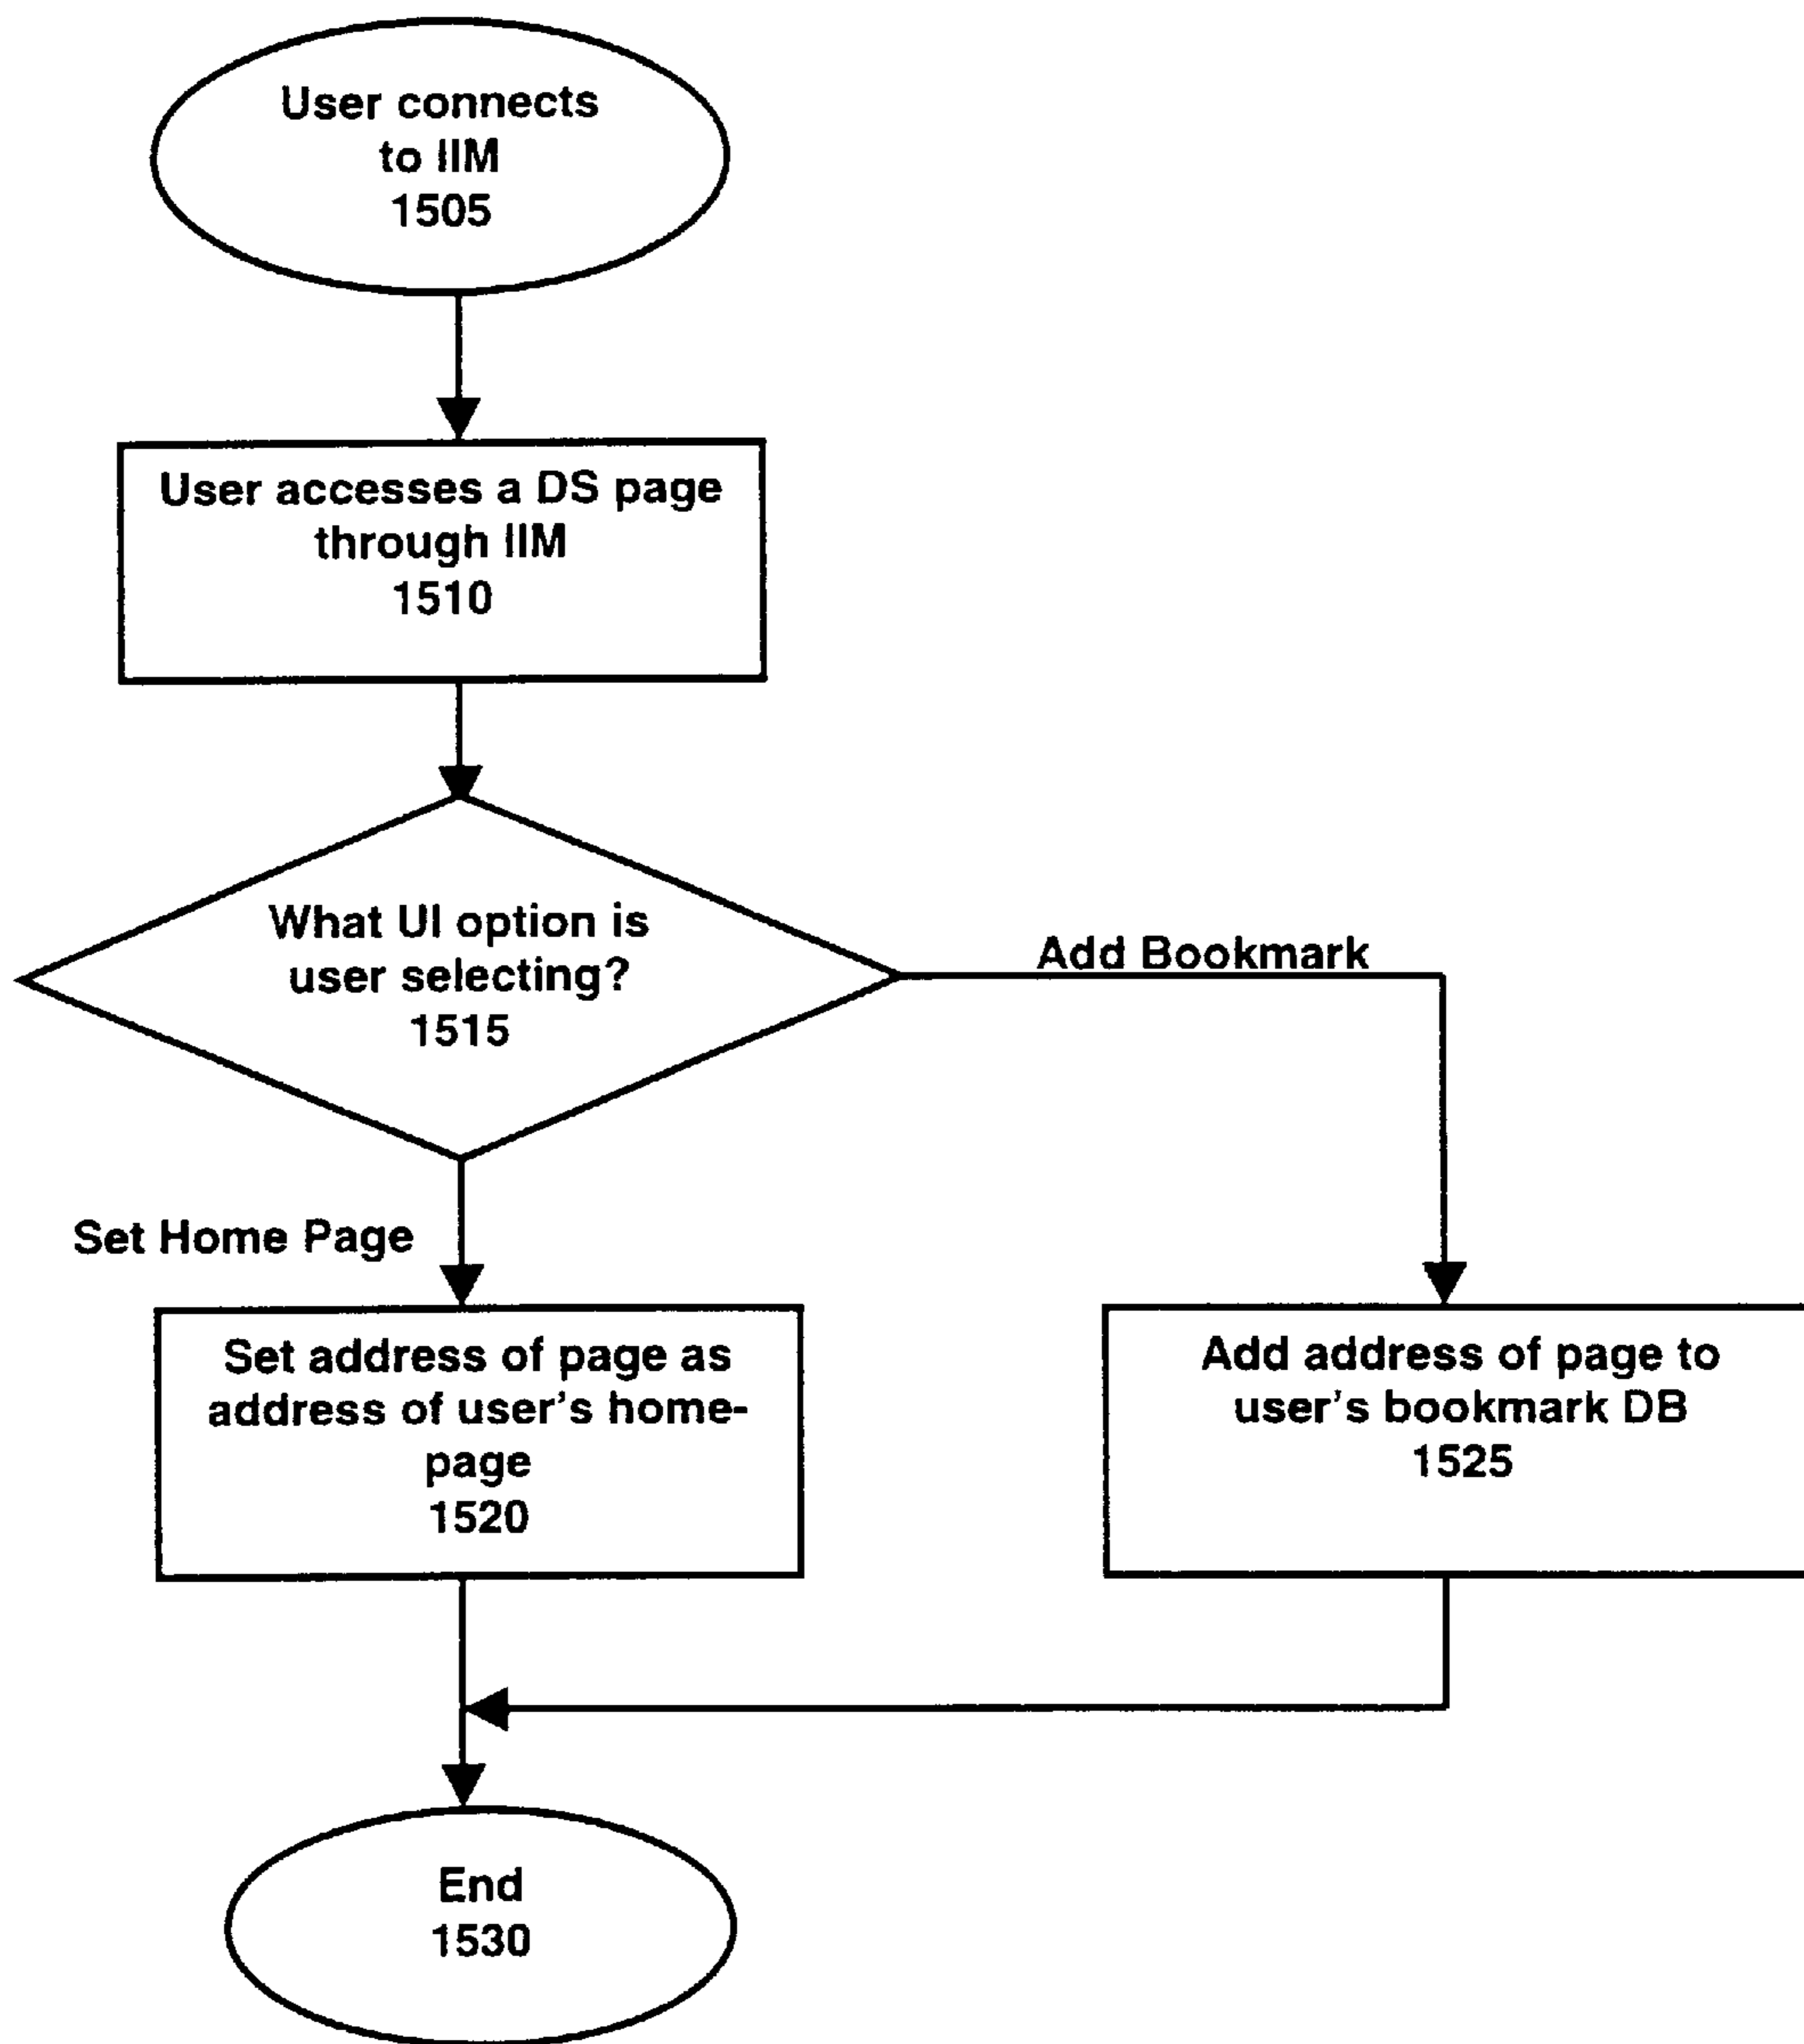 User connects
to IIM
1505
User accesses a DS page
through IIM
1510
What UI option is
user selecting?
1515
Add Bookmark
Set Home Page
Set address of page as
address of user's home-
page
1520
Add address of page to
user's bookmark DB
1525
End
1530